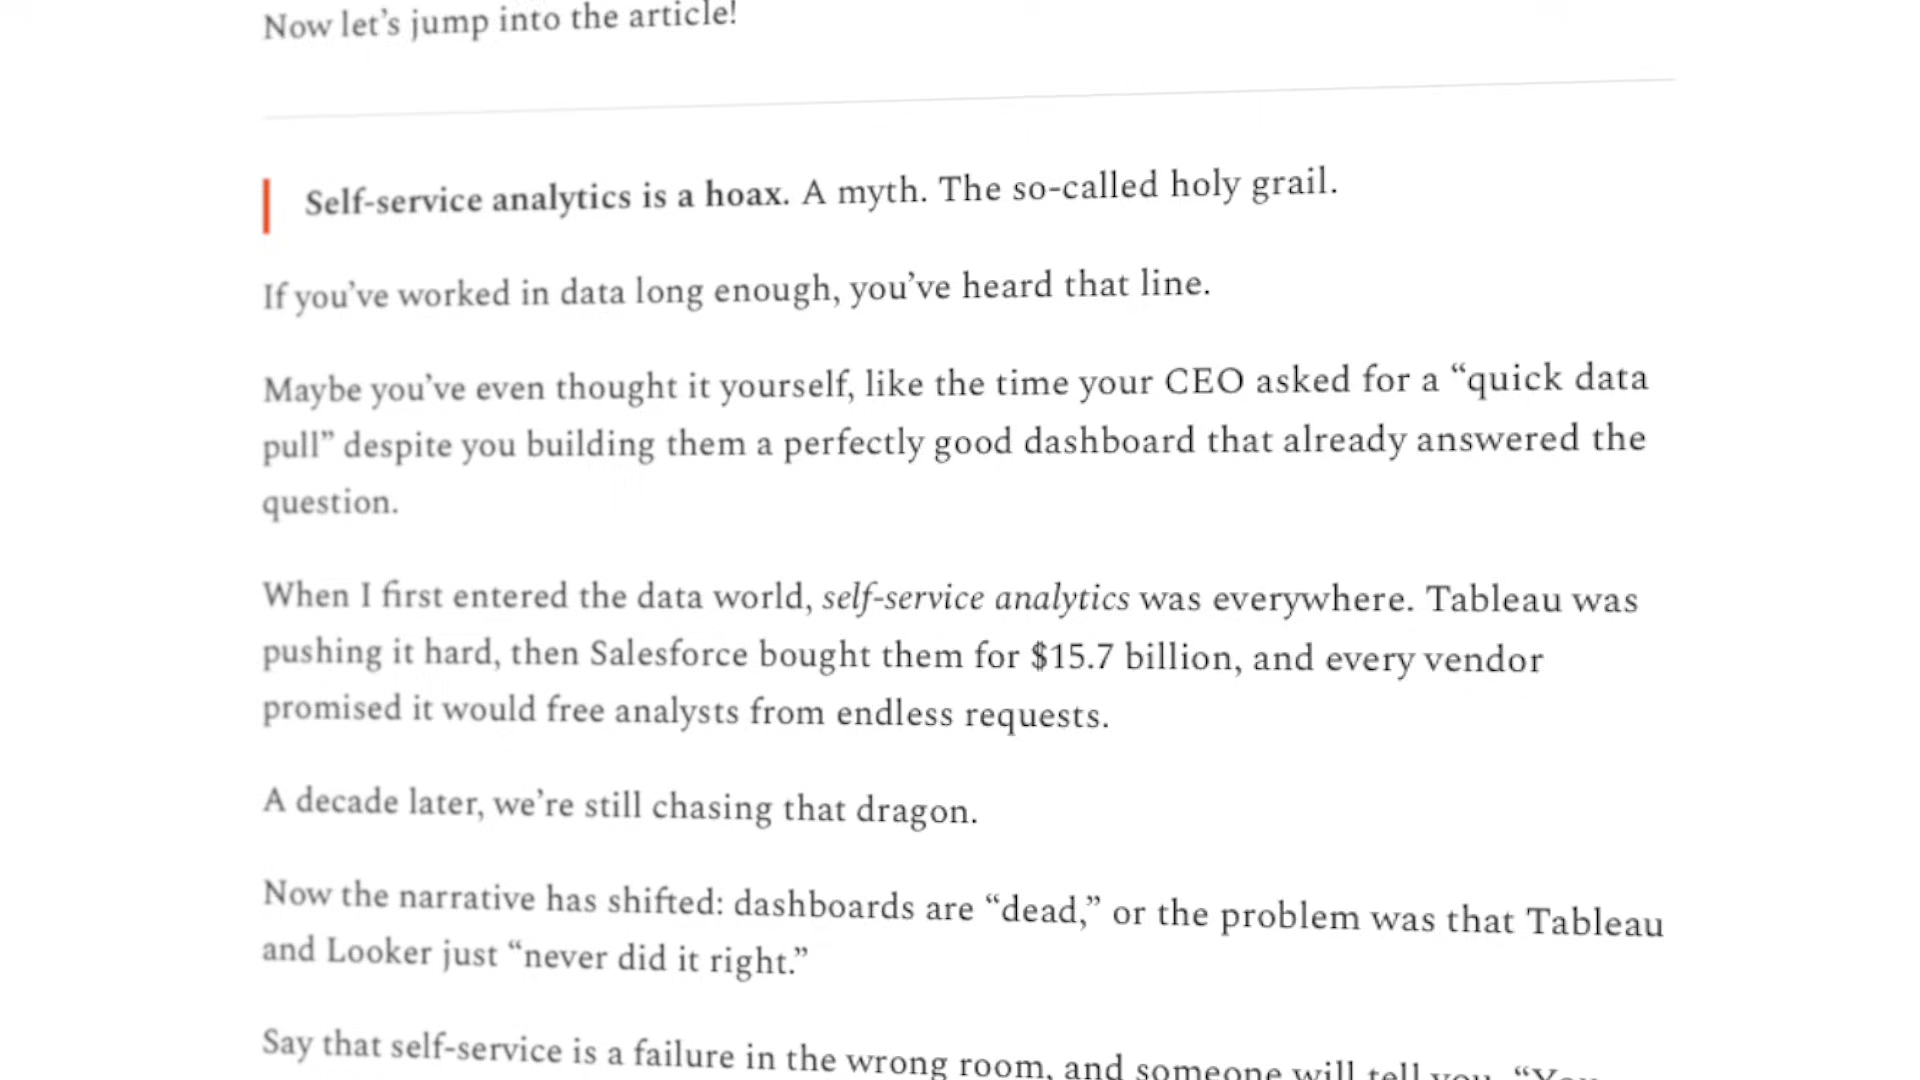 Now let’s jump into the article!
Self-service analytics is a hoax. A myth. The so-called holy grail.
If you’ve worked in data long enough, you’ve heard that line.
Maybe you’ve even thought it yourself, like the time your CEO asked for a “quick data
pull” despite you building them a perfectly good dashboard that already answered the
question.
When I first entered the data world, self-service analytics was everywhere. Tableau was
pushing it hard, then Salesforce bought them for $15.7 billion, and every vendor
promised it would free analysts from endless requests.
A decade later, we’re still chasing that dragon.
Now the narrative has shifted: dashboards are “dead,” or the problem was that Tableau
and Looker just “never did it right.”
Say that self-service is a failure in the wrong room, and someone will tell you, “You